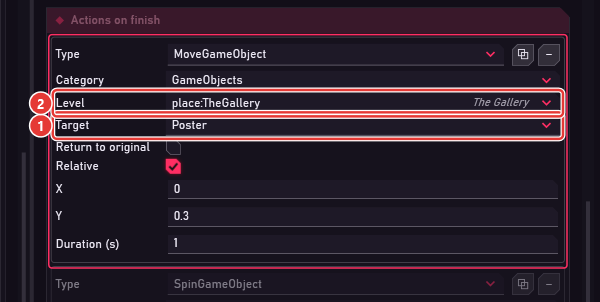 Actions on finish
Type MoveGameObject
Category GameObjects
2 Level place:TheGallery The Gallery
1 Target Poster
Return to original
Relative
X 0
Y 0.3
Duration (s) 1
Type SpinGameObject